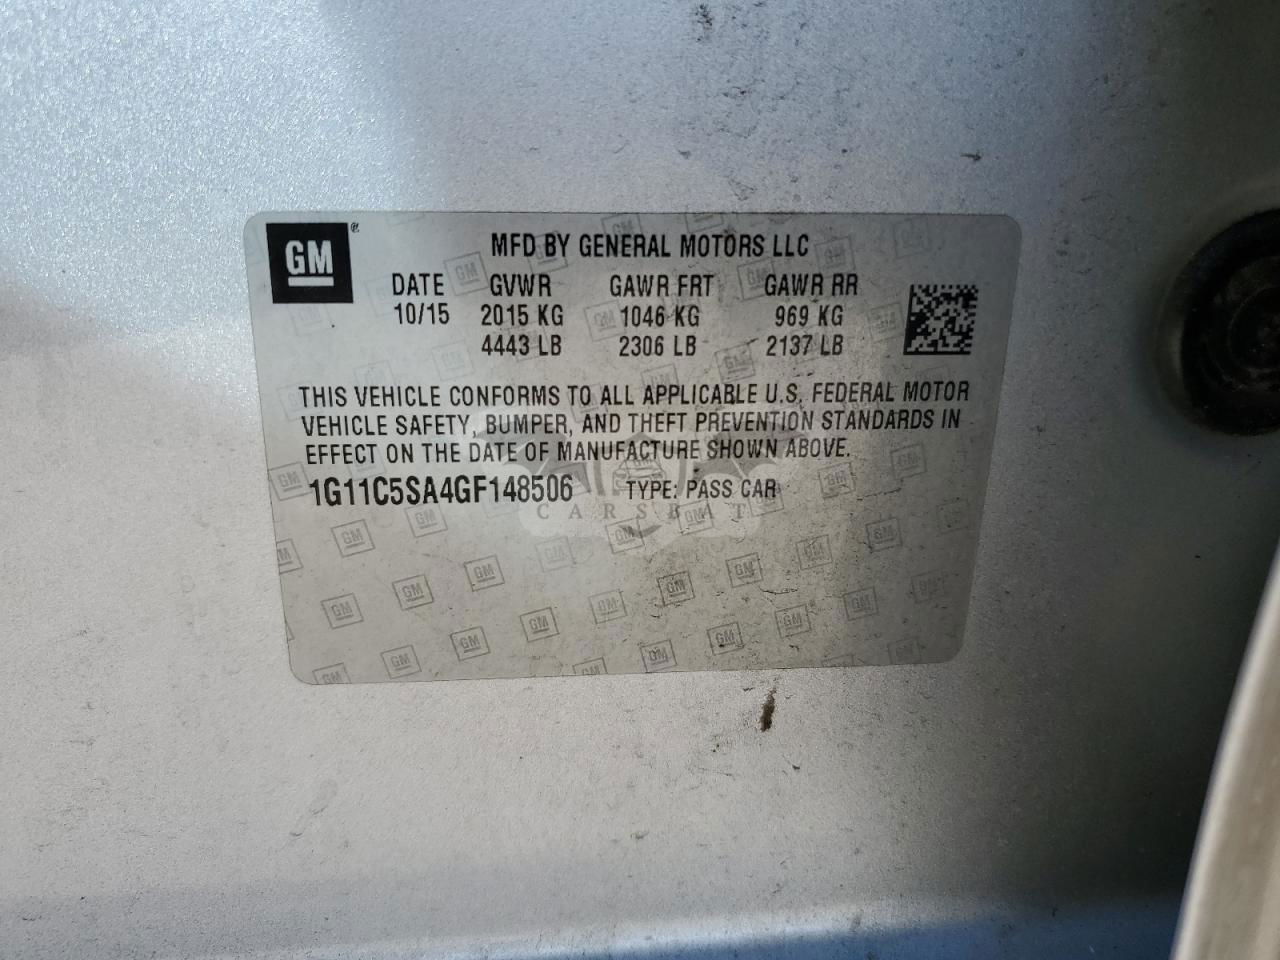 GM
MFD BY GENERAL MOTORS LLC
DATE GVWR GAWR FRT GAWR RR
10/15 2015 KG 1046 KG 969 KG
4443 LB 2306 LB 2137 LB
THIS VEHICLE CONFORMS TO ALL APPLICABLE U.S. FEDERAL MOTOR
VEHICLE SAFETY, BUMPER, AND THEFT PREVENTION STANDARDS IN
EFFECT ON THE DATE OF MANUFACTURE SHOWN ABOVE.
1G11C5SA4GF148506 TYPE: PASS CAR
CARSBAT